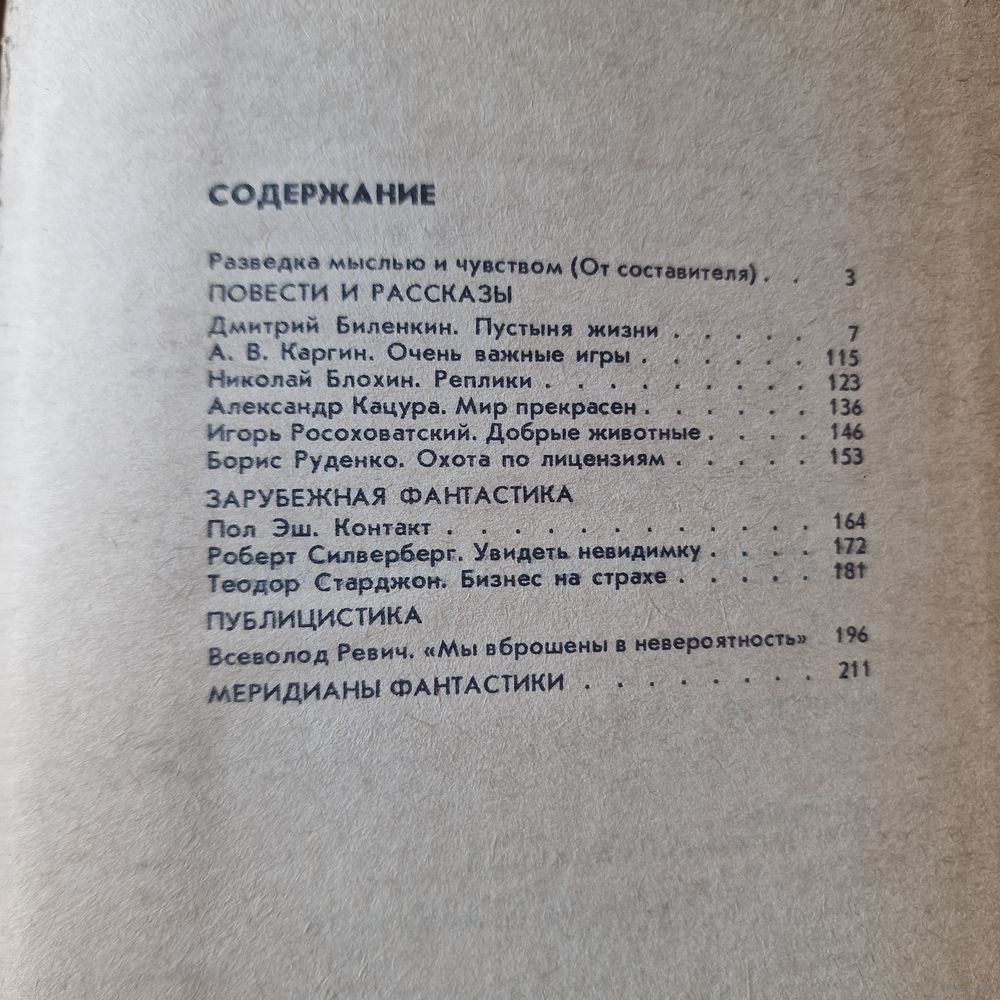 СОДЕРЖАНИЕ
Разведка мыслью и чувством (От составителя) . . 3
ПОВЕСТИ И РАССКАЗЫ
Дмитрий Биленкин. Пустыня жизни . . . . . 7
А. В. Каргин. Очень важные игры . . . . . . 115
Николай Блохин. Реплики . . . . . . . . . 123
Александр Кацура. Мир прекрасен . . . . . . 136
Игорь Росоховатский. Добрые животные . . . . 146
Борис Руденко. Охота по лицензиям . . . . . 153
ЗАРУБЕЖНАЯ ФАНТАСТИКА
Пол Эш. Контакт . . . . . . . . . . . . 164
Роберт Силверберг. Увидеть невидимку . . . . 172
Теодор Старджон. Бизнес на страхе . . . . . 181
ПУБЛИЦИСТИКА
Всеволод Ревич. «Мы вброшены в невероятность» 196
МЕРИДИАНЫ ФАНТАСТИКИ . . . . . . . . 211